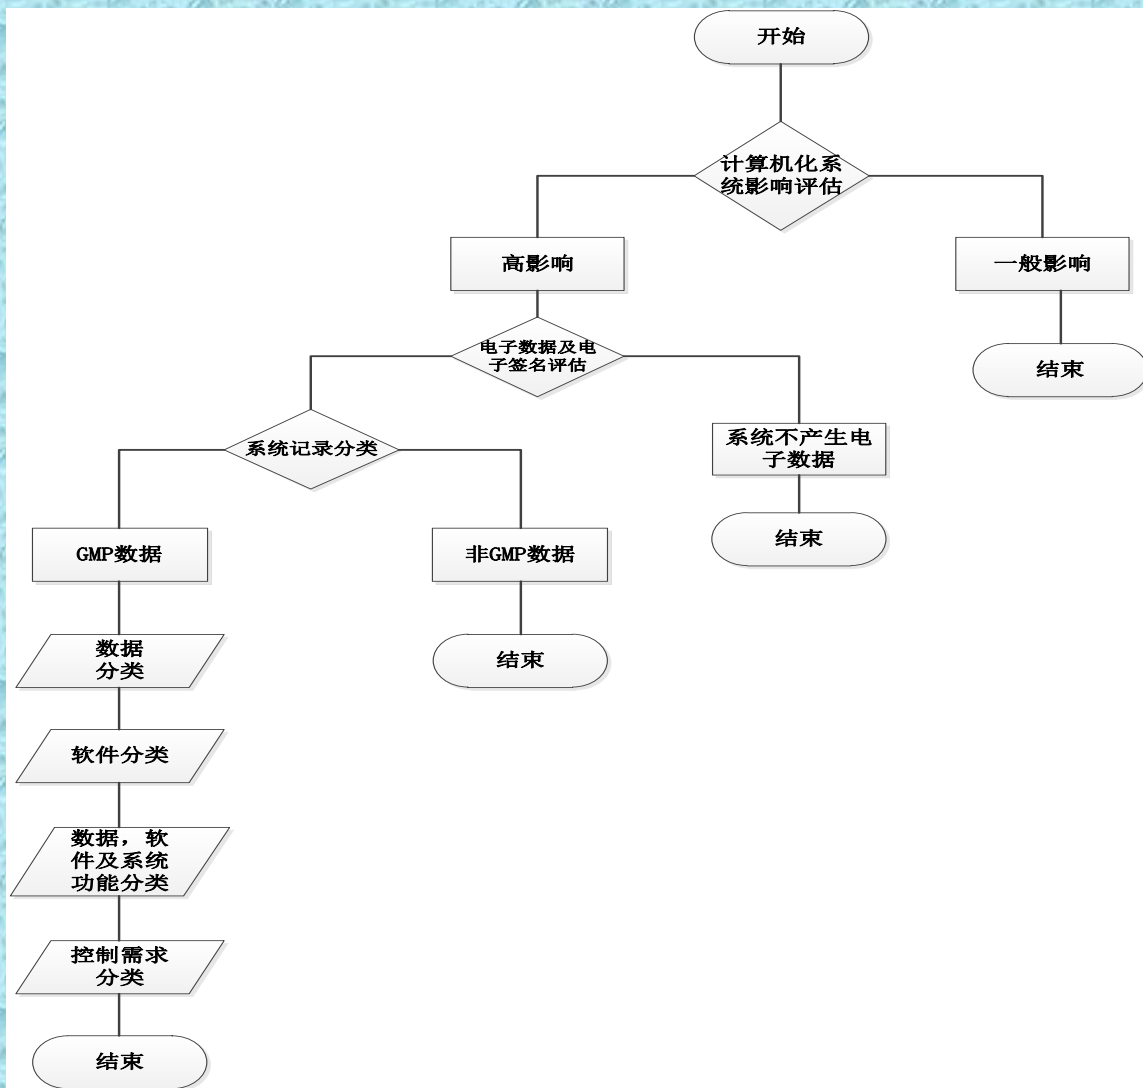 开始
计算机化系
统影响评估
高影响
一般影响
电子数据及电
子签名评估
结束
系统记录分类
系统不产生电
子数据
GMP数据
非GMP数据
结束
数据
分类
结束
软件分类
数据，软
件及系统
功能分类
控制需求
分类
结束